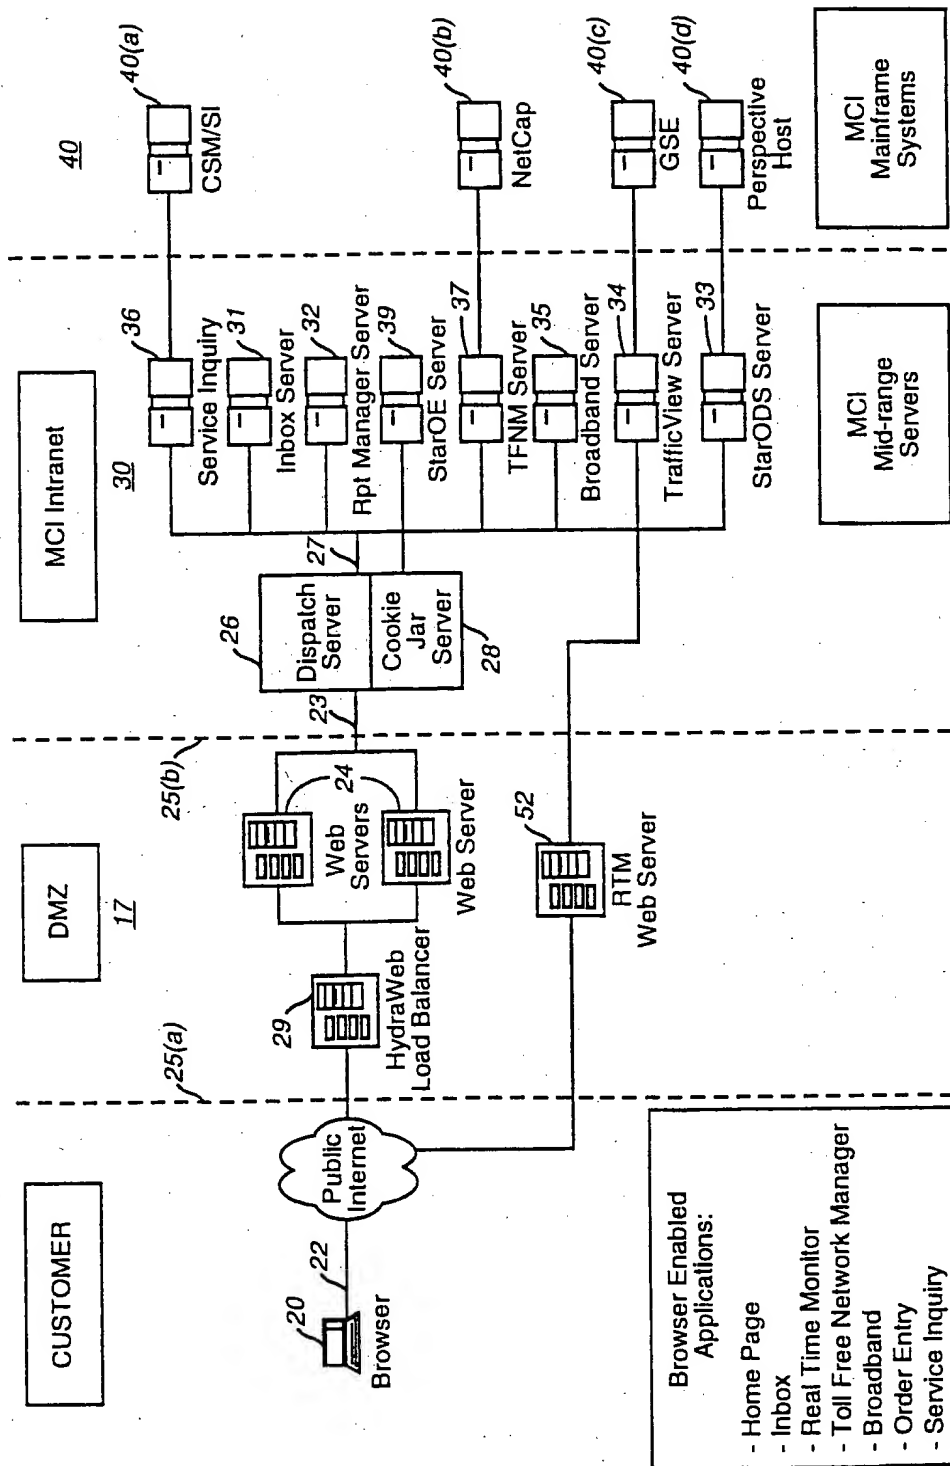 CUSTOMER
DMZ
17
MCI Intranet
30
40
25(a)
25(b)
20
22
Browser
Public
Internet
29
HydraWeb
Load Balancer
24
Web
Servers
Web Server
52
RTM
Web Server
23
26
Dispatch
Server
Cookie
Jar
Server
28
27
36
Service Inquiry
31
Inbox Server
32
Rpt Manager Server
39
StarOE Server
37
TFNM Server
35
Broadband Server
34
TrafficView Server
33
StarODS Server
40(a)
CSM/SI
40(b)
NetCap
40(c)
GSE
40(d)
Perspective
Host
Browser Enabled
Applications:
- Home Page
- Inbox
- Real Time Monitor
- Toll Free Network Manager
- Broadband
- Order Entry
- Service Inquiry
MCI
Mid-range
Servers
MCI
Mainframe
Systems